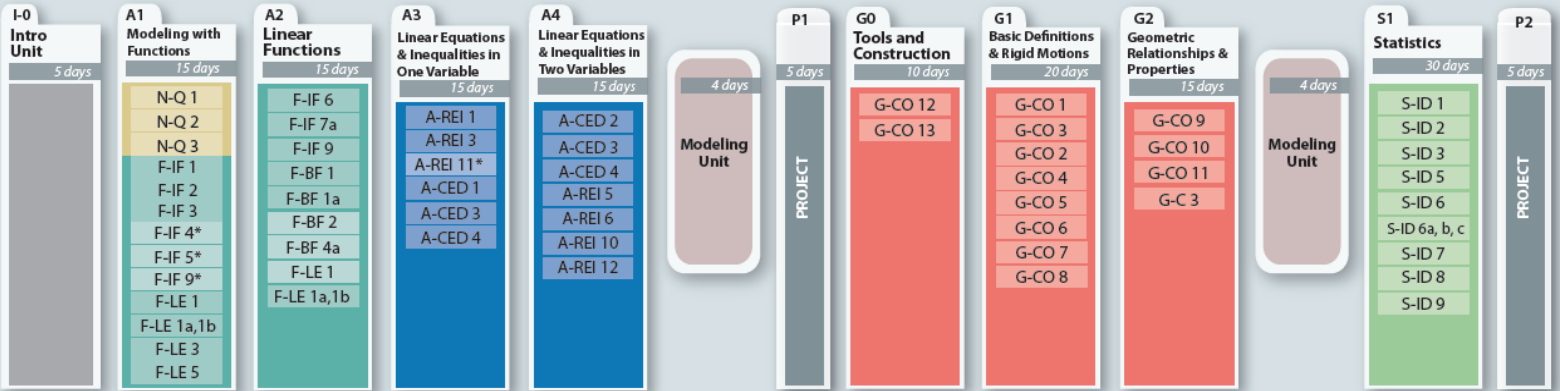 I-0
Intro
Unit
5 days
A1
Modeling with
Functions
15 days
N-Q 1
N-Q 2
N-Q 3
F-IF 1
F-IF 2
F-IF 3
F-IF 4*
F-IF 5*
F-IF 9*
F-LE 1
F-LE 1a,1b
F-LE 3
F-LE 5
A2
Linear
Functions
15 days
F-IF 6
F-IF 7a
F-IF 9
F-BF 1
F-BF 1a
F-BF 2
F-BF 4a
F-LE 1
F-LE 1a,1b
A3
Linear Equations
& Inequalities in
One Variable
15 days
A-REI 1
A-REI 3
A-REI 11*
A-CED 1
A-CED 3
A-CED 4
A4
Linear Equations
& Inequalities in
Two Variables
15 days
A-CED 2
A-CED 3
A-CED 4
A-REI 5
A-REI 6
A-REI 10
A-REI 12
4 days
Modeling
Unit
P1
5 days
PROJECT
G0
Tools and
Construction
10 days
G-CO 12
G-CO 13
G1
Basic Definitions
& Rigid Motions
20 days
G-CO 1
G-CO 3
G-CO 2
G-CO 4
G-CO 5
G-CO 6
G-CO 7
G-CO 8
G2
Geometric
Relationships &
Properties
15 days
G-CO 9
G-CO 10
G-CO 11
G-C 3
4 days
Modeling
Unit
S1
Statistics
30 days
S-ID 1
S-ID 2
S-ID 3
S-ID 5
S-ID 6
S-ID 6a, b, c
S-ID 7
S-ID 8
S-ID 9
P2
5 days
PROJECT